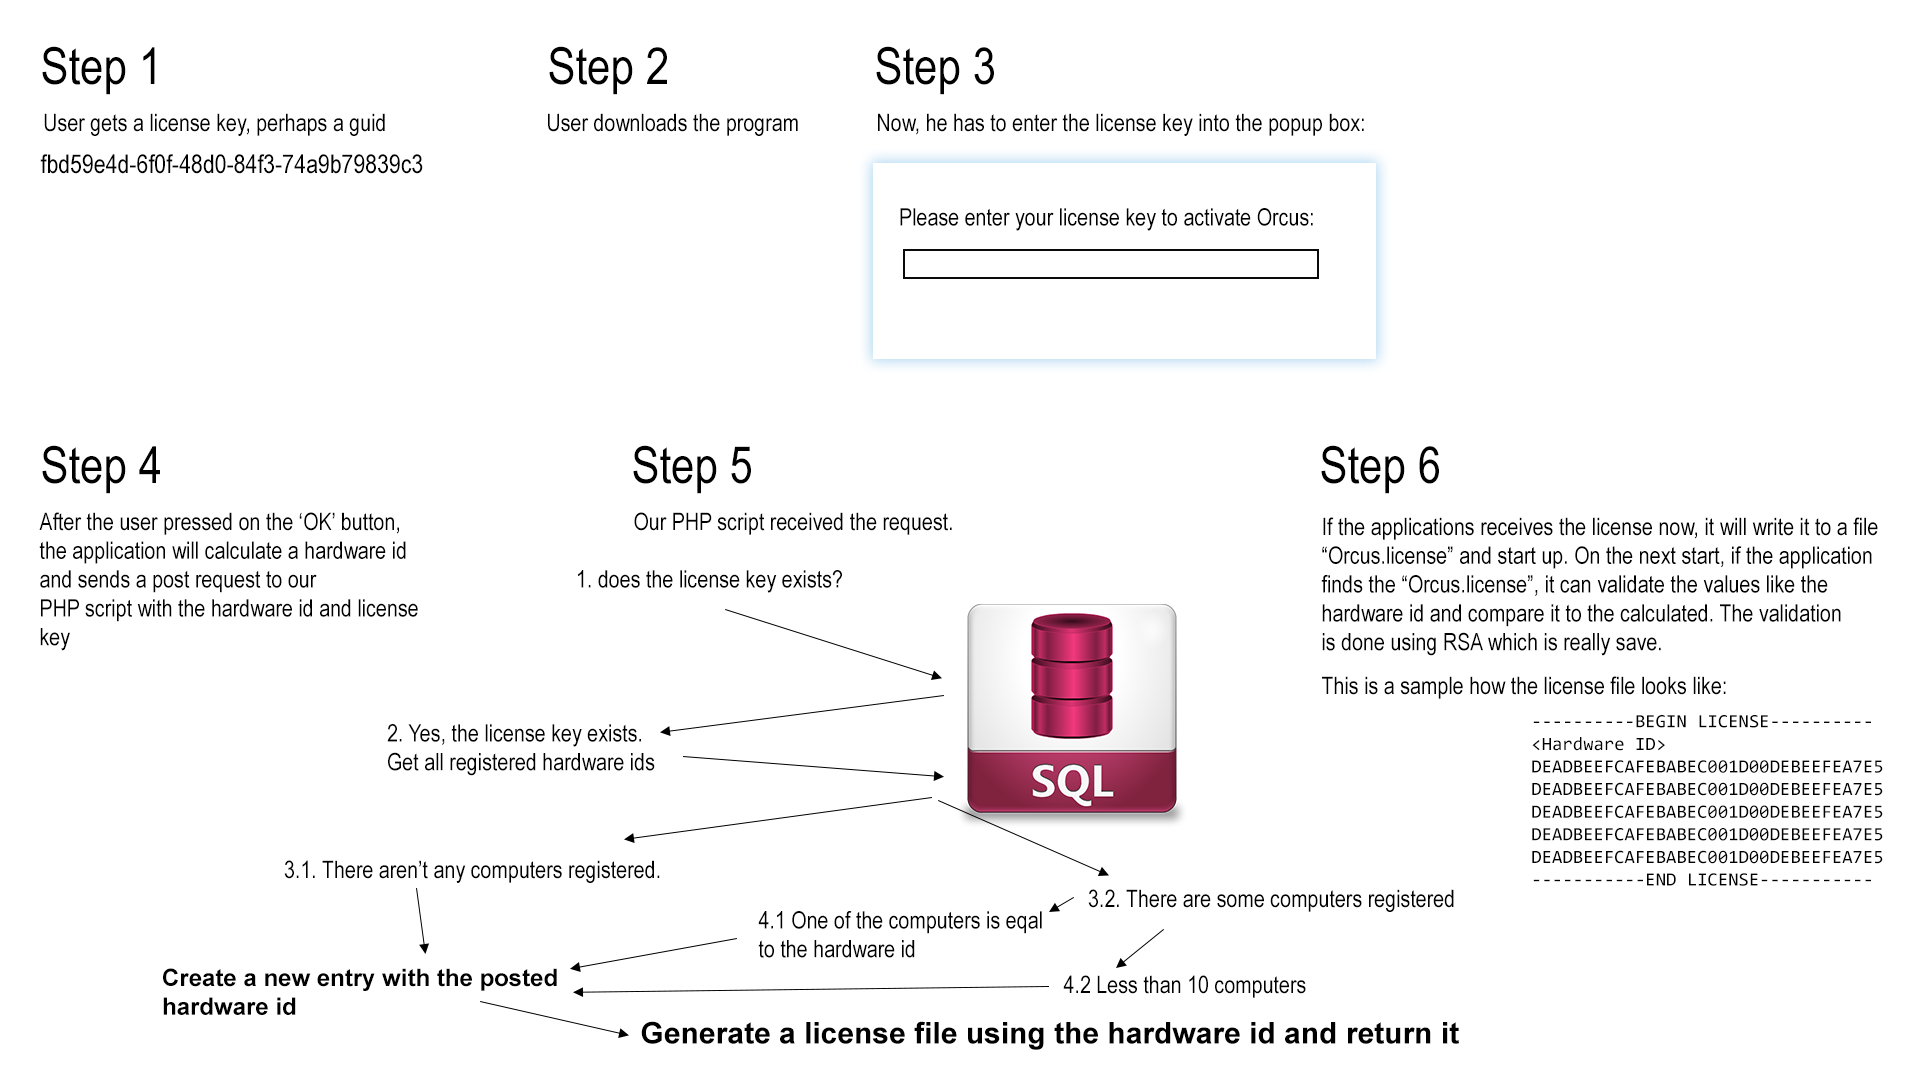 Step 1
User gets a license key, perhaps a guid
fbd59e4d-6f0f-48d0-84f3-74a9b79839c3
Step 2
User downloads the program
Step 3
Now, he has to enter the license key into the popup box:
Please enter your license key to activate Orcus:
Step 4
After the user pressed on the ‘OK’ button,
the application will calculate a hardware id
and sends a post request to our
PHP script with the hardware id and license
key
Step 5
Our PHP script received the request.
1. does the license key exists?
SQL
2. Yes, the license key exists.
Get all registered hardware ids
3.1. There aren’t any computers registered.
3.2. There are some computers registered
4.1 One of the computers is eqal
to the hardware id
4.2 Less than 10 computers
Create a new entry with the posted
hardware id
Generate a license file using the hardware id and return it
Step 6
If the applications receives the license now, it will write it to a file
“Orcus.license” and start up. On the next start, if the application
finds the “Orcus.license”, it can validate the values like the
hardware id and compare it to the calculated. The validation
is done using RSA which is really save.
This is a sample how the license file looks like:
----------BEGIN LICENSE----------
<Hardware ID>
DEADBEEFCAFEBABEC001D00DEBEEFEA7E5
DEADBEEFCAFEBABEC001D00DEBEEFEA7E5
DEADBEEFCAFEBABEC001D00DEBEEFEA7E5
DEADBEEFCAFEBABEC001D00DEBEEFEA7E5
DEADBEEFCAFEBABEC001D00DEBEEFEA7E5
-----------END LICENSE-----------